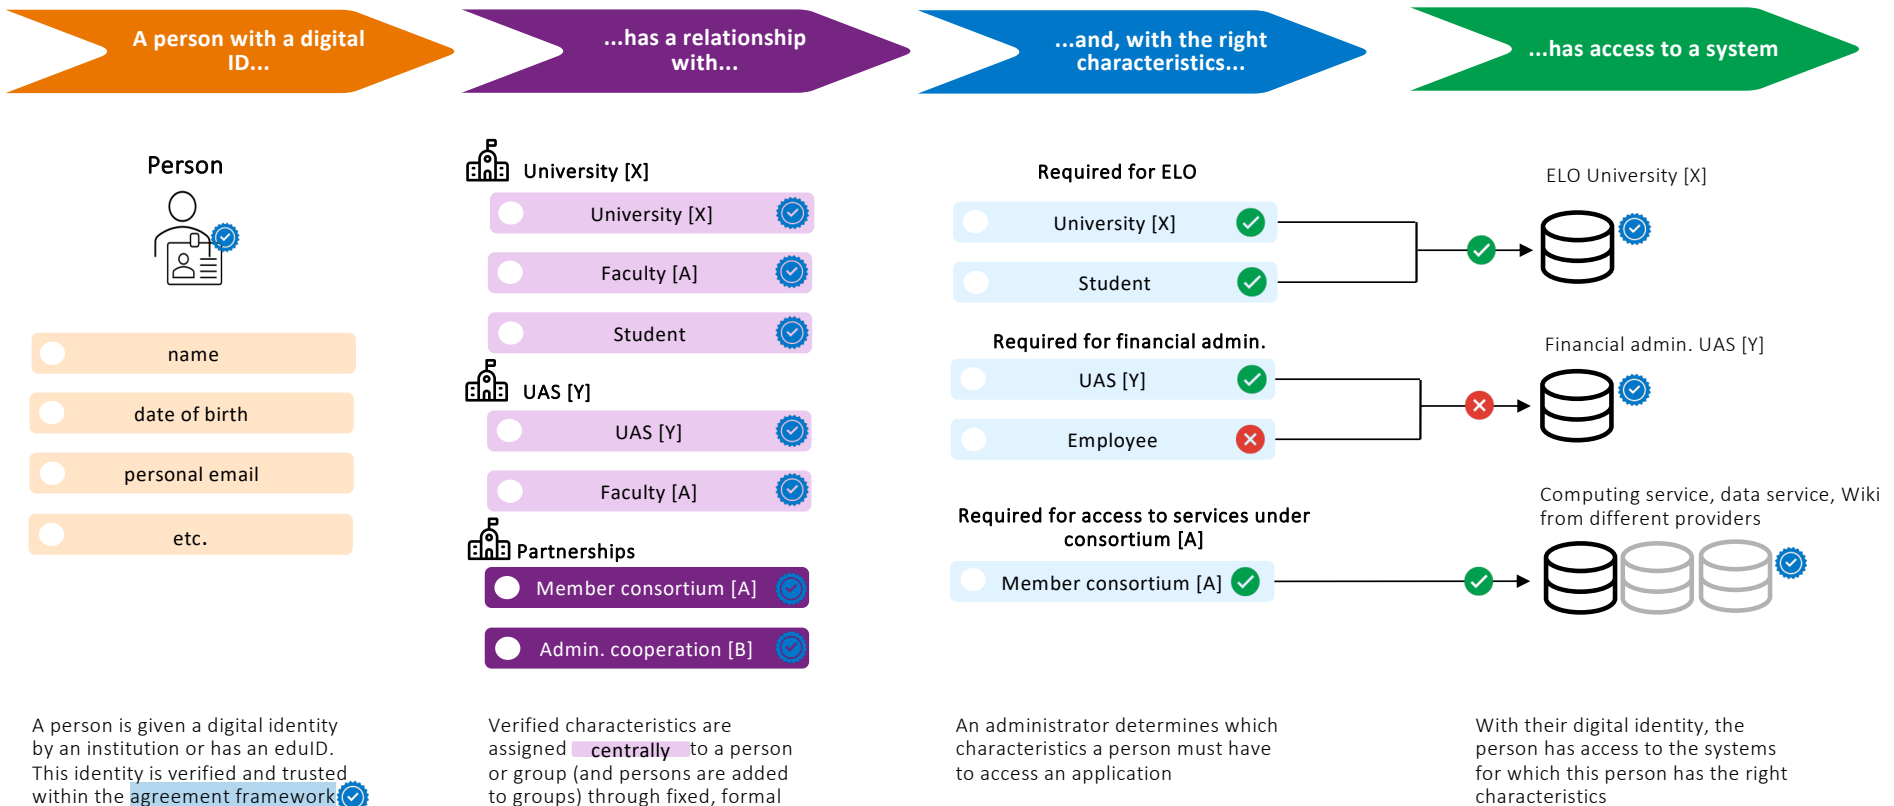 A person with a digital
ID...
...has a relationship
with...
...and, with the right
characteristics...
...has access to a system
Person
name
date of birth
personal email
etc.
A person is given a digital identity
by an institution or has an eduID.
This identity is verified and trusted
within the agreement framework
University [X]
University [X]
Faculty [A]
Student
UAS [Y]
UAS [Y]
Faculty [A]
Partnerships
Member consortium [A]
Admin. cooperation [B]
Verified characteristics are
assigned centrally to a person
or group (and persons are added
to groups) through fixed, formal
Required for ELO
University [X]
Student
Required for financial admin.
UAS [Y]
Employee
Required for access to services under
consortium [A]
Member consortium [A]
An administrator determines which
characteristics a person must have
to access an application
ELO University [X]
Financial admin. UAS [Y]
Computing service, data service, Wiki
from different providers
With their digital identity, the
person has access to the systems
for which this person has the right
characteristics